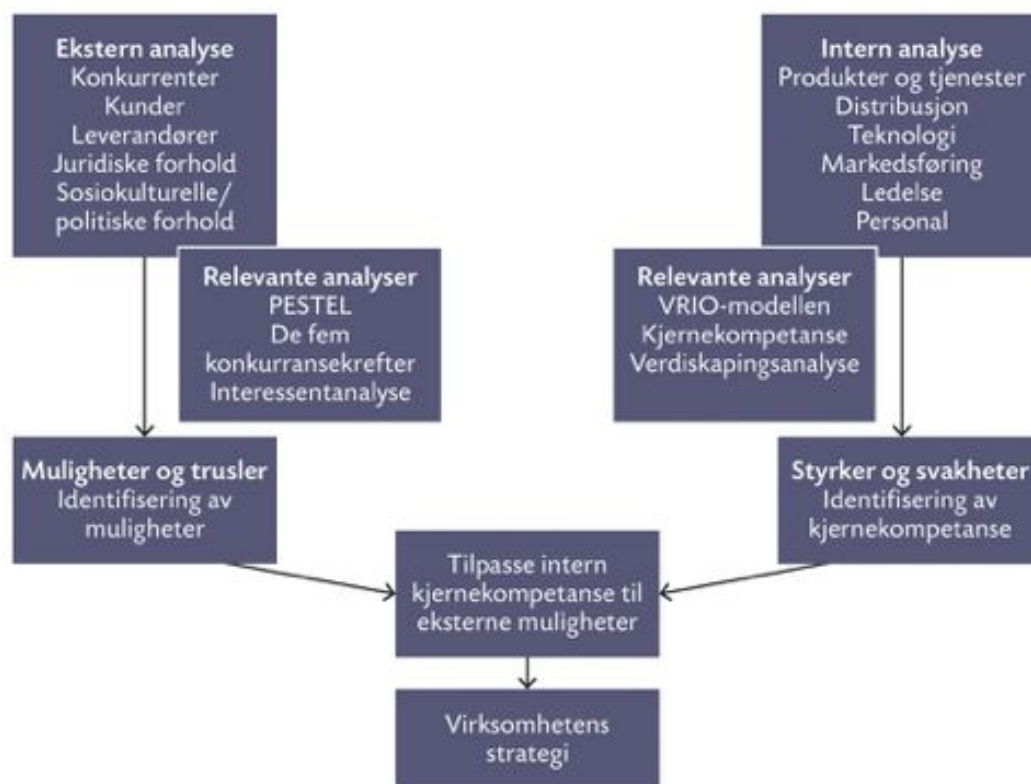 Ekstern analyse
Konkurrenter
Kunder
Leverandører
Juridiske forhold
Sosiokulturelle/
politiske forhold
Relevante analyser
PESTEL
De fem
konkurransekrefter
Interessentanalyse
Muligheter og trusler
Identifisering av
muligheter
Intern analyse
Produkter og tjenester
Distribusjon
Teknologi
Markedsføring
Ledelse
Personal
Relevante analyser
VRIO-modellen
Kjernekompetanse
Verdiskapingsanalyse
Styrker og svakheter
Identifisering av
kjernekompetanse
Tilpasse intern
kjernekompetanse til
eksterne muligheter
Virksomhetens
strategi